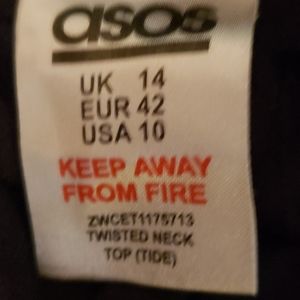 asos
UK 14
EUR 42
USA 10
KEEP AWAY
FROM FIRE
ZWCET1175713
TWISTED NECK
TOP (TIDE)